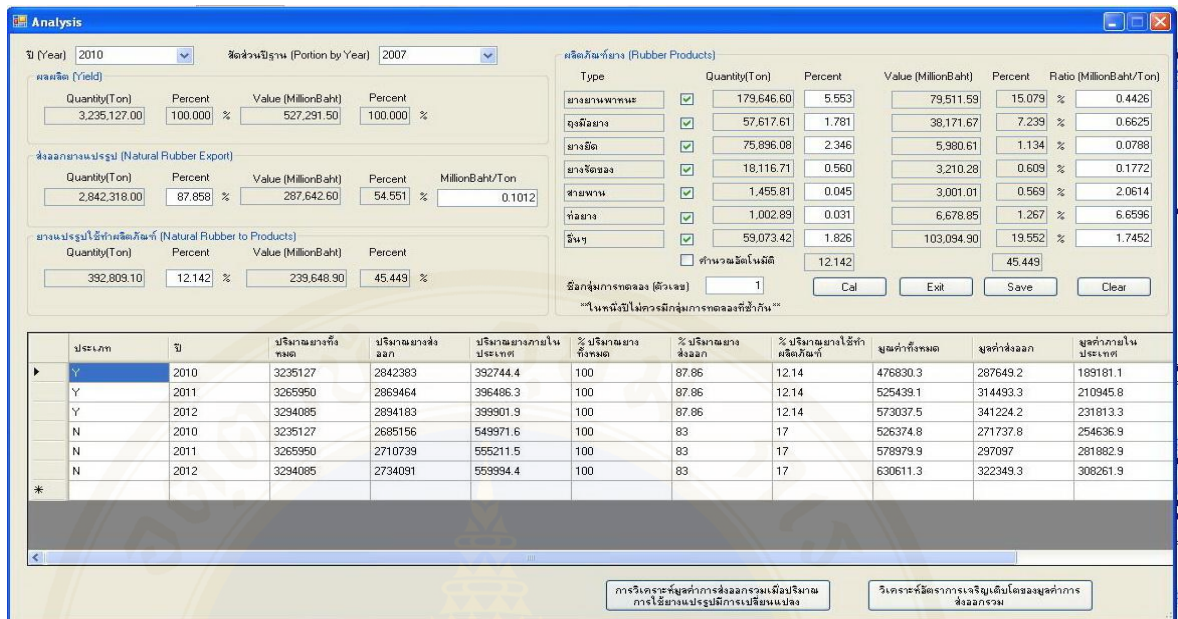 Analysis
ปี (Year) 2010 สัดส่วนปีฐาน (Portion by Year) 2007
ผลผลิต (Yield)
Quantity(Ton) Percent Value (MillionBaht) Percent
3,235,127.00 100.000 % 527,291.50 100.000 %
ส่งออกยางแปรรูป (Natural Rubber Export)
Quantity(Ton) Percent Value (MillionBaht) Percent MillionBaht/Ton
2,842,318.00 87.858 % 287,642.60 54.551 % 0.1012
ยางแปรรูปใช้ทำผลิตภัณฑ์ (Natural Rubber to Products)
Quantity(Ton) Percent Value (MillionBaht) Percent
392,809.10 12.142 % 239,648.90 45.449 %
ผลิตภัณฑ์ยาง (Rubber Products)
Type Quantity(Ton) Percent Value (MillionBaht) Percent Ratio (MillionBaht/Ton)
ยางยานพาหนะ 179,646.60 5.553 79,511.59 15.079 % 0.4426
ถุงมือยาง 57,617.61 1.781 38,171.67 7.239 % 0.6625
ยางยืด 75,896.08 2.346 5,980.61 1.134 % 0.0788
ยางรัดของ 18,116.71 0.560 3,210.28 0.609 % 0.1772
สายพาน 1,455.81 0.045 3,001.01 0.569 % 2.0614
ท่อยาง 1,002.89 0.031 6,678.85 1.267 % 6.6596
อื่นๆ 59,073.42 1.826 103,094.90 19.552 % 1.7452
คำนวณอัตโนมัติ 12.142 45.449
ชื่อกลุ่มการทดลอง (ตัวเลข) 1 Cal Exit Save Clear
**ในหนึ่งปีไม่ควรมีกลุ่มการทดลองที่ซ้ำกัน**
ประเภท ปี ปริมาณยางทั้งหมด ปริมาณยางส่งออก ปริมาณยางภายในประเทศ % ปริมาณยางทั้งหมด % ปริมาณยางส่งออก % ปริมาณยางใช้ทำผลิตภัณฑ์ มูลค่าทั้งหมด มูลค่าส่งออก มูลค่าภายในประเทศ
Y 2010 3235127 2842383 392744.4 100 87.86 12.14 476830.3 287649.2 189181.1
Y 2011 3265950 2869464 396486.3 100 87.86 12.14 525439.1 314493.3 210945.8
Y 2012 3294085 2894183 399901.9 100 87.86 12.14 573037.5 341224.2 231813.3
N 2010 3235127 2685156 549971.6 100 83 17 526374.8 271737.8 254636.9
N 2011 3265950 2710739 555211.5 100 83 17 578979.9 297097 281882.9
N 2012 3294085 2734091 559994.4 100 83 17 630611.3 322349.3 308261.9
การวิเคราะห์มูลค่าการส่งออกรวมเมื่อปริมาณ
การใช้ยางแปรรูปมีการเปลี่ยนแปลง
วิเคราะห์อัตราการเจริญเติบโตของมูลค่าการ
ส่งออกรวม